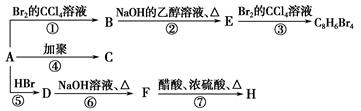 Br₂的CCl₄溶液 ① B NaOH的乙醇溶液、△ ② E Br₂的CCl₄溶液 ③ C₈H₆Br₄
A 加聚 ④ C
HBr ⑤ D NaOH溶液、△ ⑥ F 醋酸、浓硫酸、△ ⑦ H